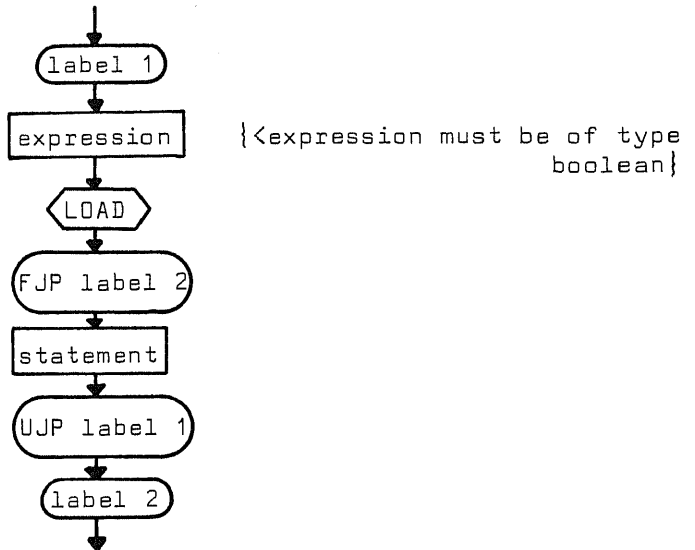 label 1
expression {<expression must be of type
boolean}
LOAD
FJP label 2
statement
UJP label 1
label 2